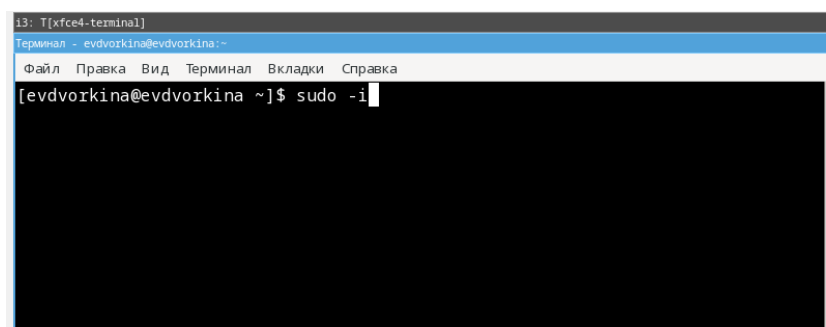 i3: T[xfce4-terminal]
Терминал - evdvorkina@evdvorkina:~
Файл Правка Вид Терминал Вкладки Справка
[evdvorkina@evdvorkina ~]$ sudo -i